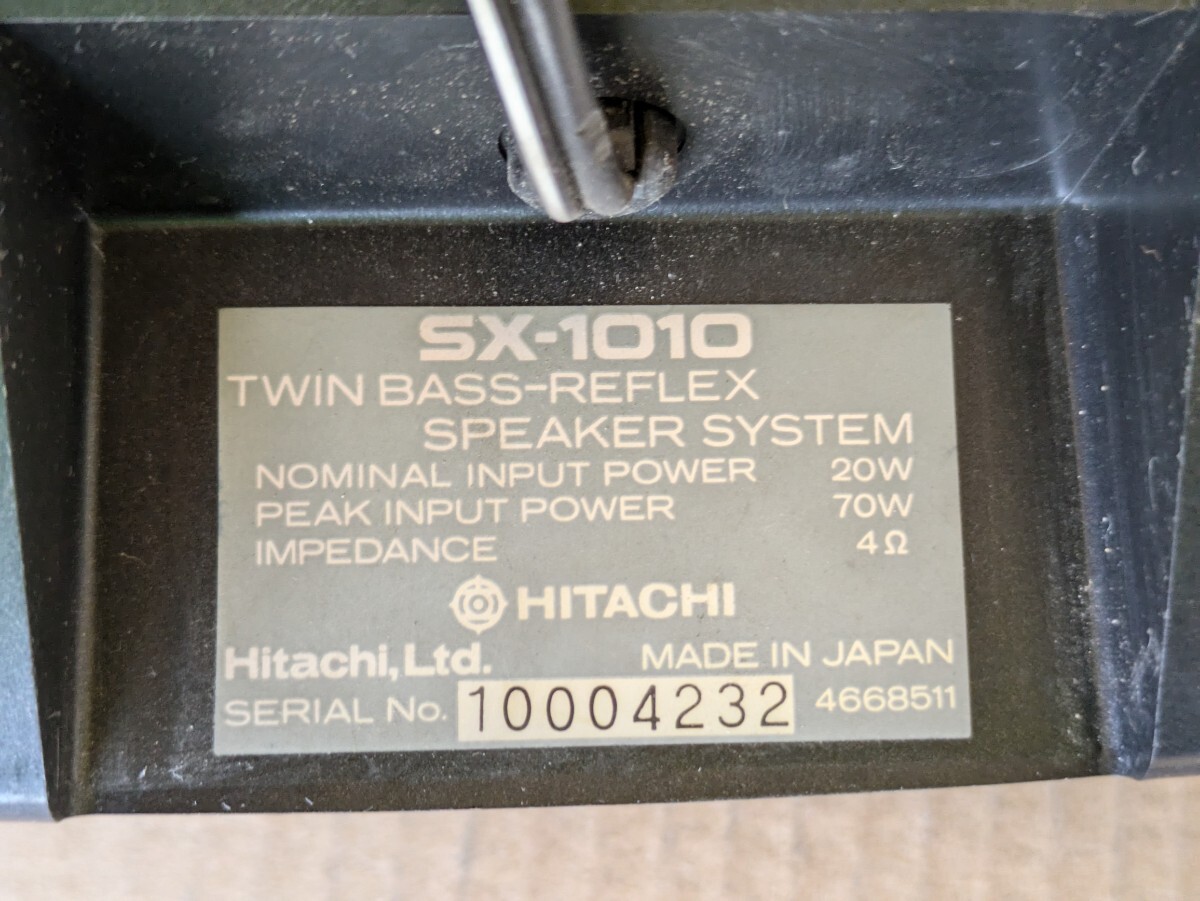 SX-1010
TWIN BASS-REFLEX
SPEAKER SYSTEM
NOMINAL INPUT POWER 20W
PEAK INPUT POWER 70W
IMPEDANCE 4Ω
HITACHI
Hitachi, Ltd. MADE IN JAPAN
SERIAL No. 10004232 4668511